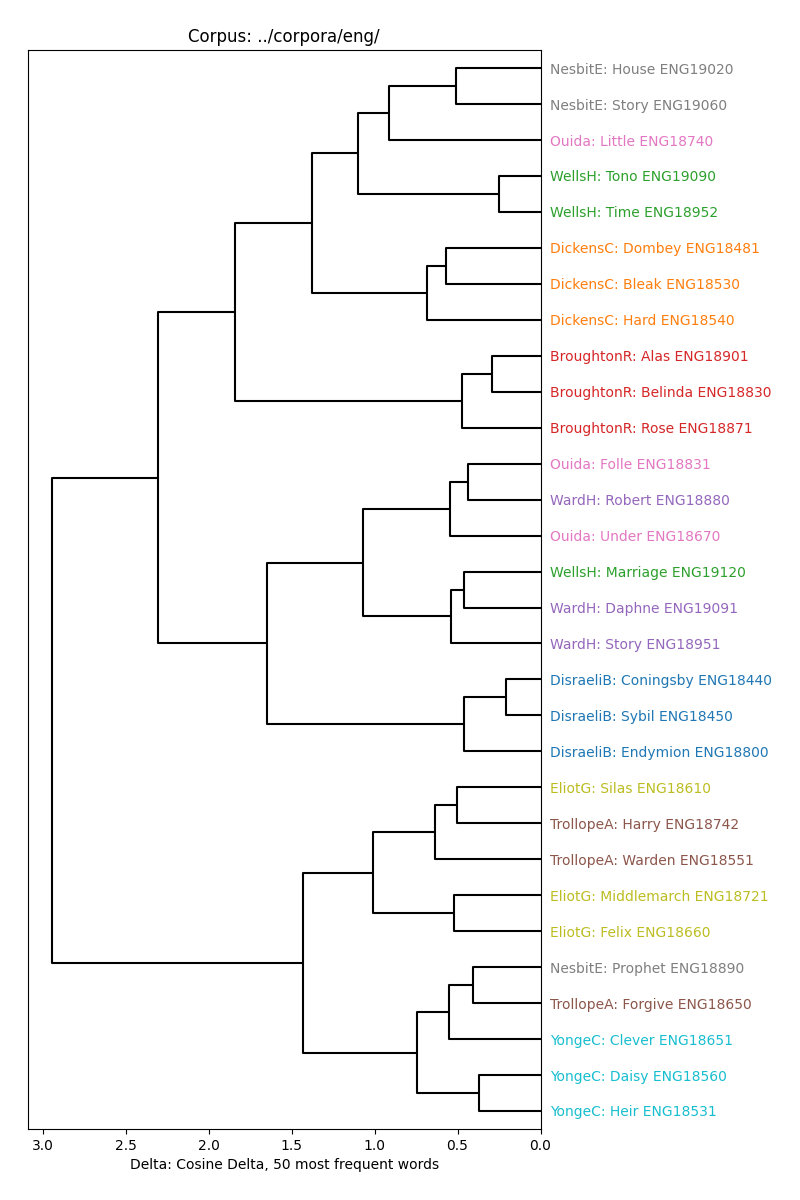 Corpus: ../corpora/eng/
NesbitE: House ENG19020
NesbitE: Story ENG19060
Ouida: Little ENG18740
WellsH: Tono ENG19090
WellsH: Time ENG18952
DickensC: Dombey ENG18481
DickensC: Bleak ENG18530
DickensC: Hard ENG18540
BroughtonR: Alas ENG18901
BroughtonR: Belinda ENG18830
BroughtonR: Rose ENG18871
Ouida: Folle ENG18831
WardH: Robert ENG18880
Ouida: Under ENG18670
WellsH: Marriage ENG19120
WardH: Daphne ENG19091
WardH: Story ENG18951
DisraeliB: Coningsby ENG18440
DisraeliB: Sybil ENG18450
DisraeliB: Endymion ENG18800
EliotG: Silas ENG18610
TrollopeA: Harry ENG18742
TrollopeA: Warden ENG18551
EliotG: Middlemarch ENG18721
EliotG: Felix ENG18660
NesbitE: Prophet ENG18890
TrollopeA: Forgive ENG18650
YongeC: Clever ENG18651
YongeC: Daisy ENG18560
YongeC: Heir ENG18531
3.0 2.5 2.0 1.5 1.0 0.5 0.0
Delta: Cosine Delta, 50 most frequent words